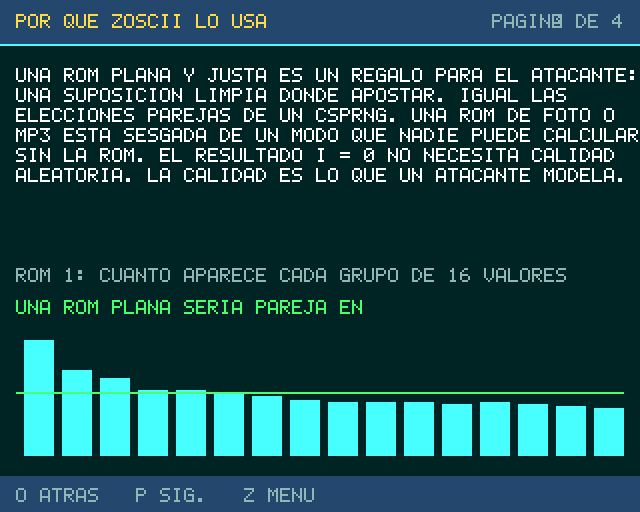 POR QUE ZOSCII LO USA
PAGIN DE 4
UNA ROM PLANA Y JUSTA ES UN REGALO PARA EL ATACANTE:
UNA SUPOSICION LIMPIA DONDE APOSTAR. IGUAL LAS
ELECCIONES PAREJAS DE UN CSPRNG. UNA ROM DE FOTO O
MP3 ESTA SESGADA DE UN MODO QUE NADIE PUEDE CALCULAR
SIN LA ROM. EL RESULTADO I = 0 NO NECESITA CALIDAD
ALEATORIA. LA CALIDAD ES LO QUE UN ATACANTE MODELA.
ROM 1: CUANTO APARECE CADA GRUPO DE 16 VALORES
UNA ROM PLANA SERIA PAREJA EN
O ATRAS P SIG. Z MENU